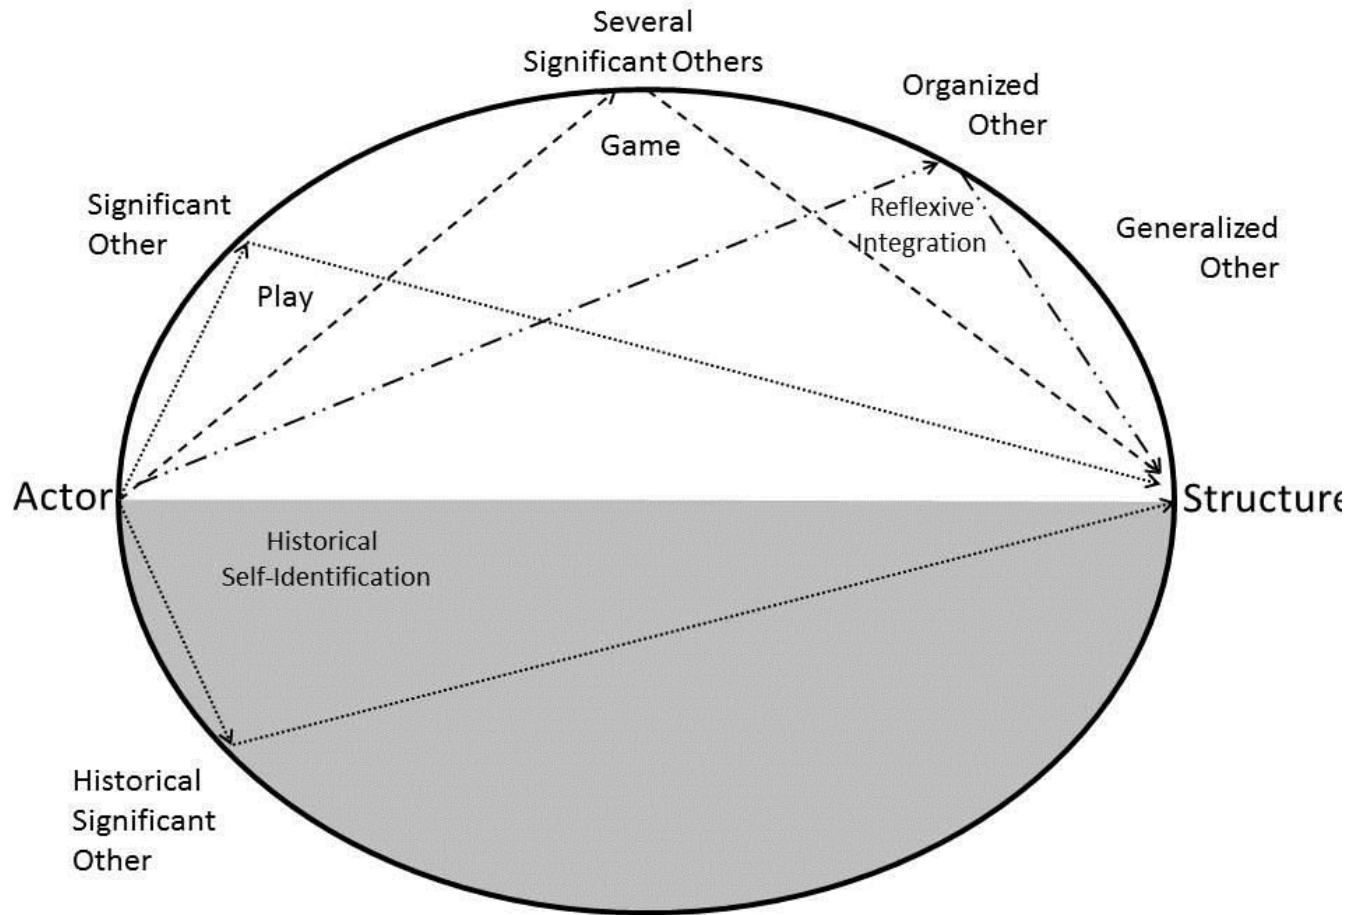 Several
Significant Others
Organized
Other
Game
Significant
Other
Reflexive
Integration
Generalized
Other
Play
Actor
Structure
Historical
Self-Identification
Historical
Significant
Other